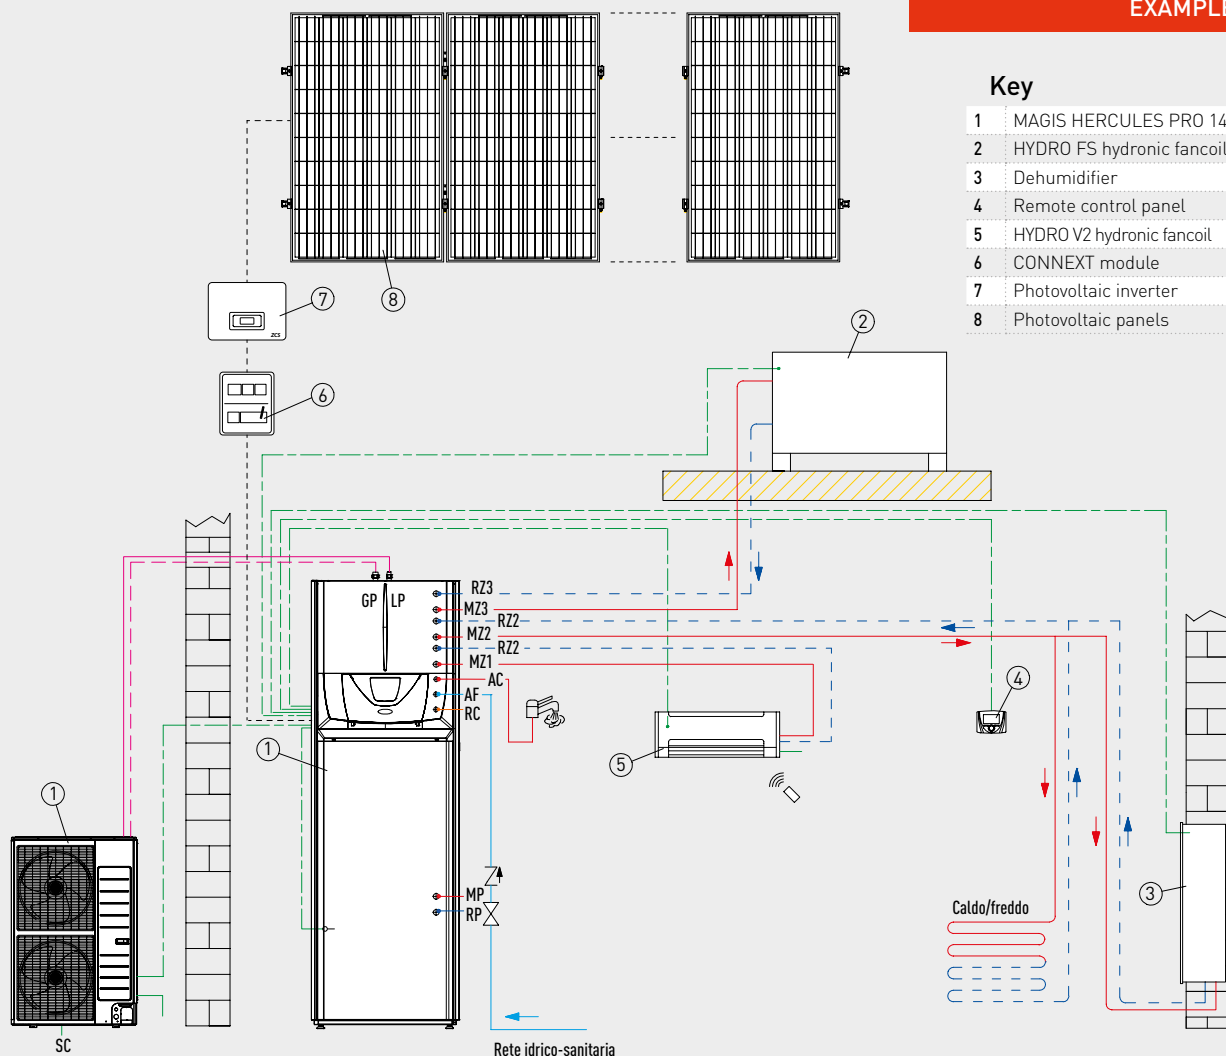 EXAMPLE
Key
1 MAGIS HERCULES PRO 14
2 HYDRO FS hydronic fancoil
3 Dehumidifier
4 Remote control panel
5 HYDRO V2 hydronic fancoil
6 CONNEXT module
7 Photovoltaic inverter
8 Photovoltaic panels
7
8
ZCS
2
6
GP LP
RZ3
MZ3
RZ2
MZ2
RZ2
MZ1
AC
AF
RC
4
1
5
1
MP
RP
Caldo/freddo
3
SC
Rete idrico-sanitaria